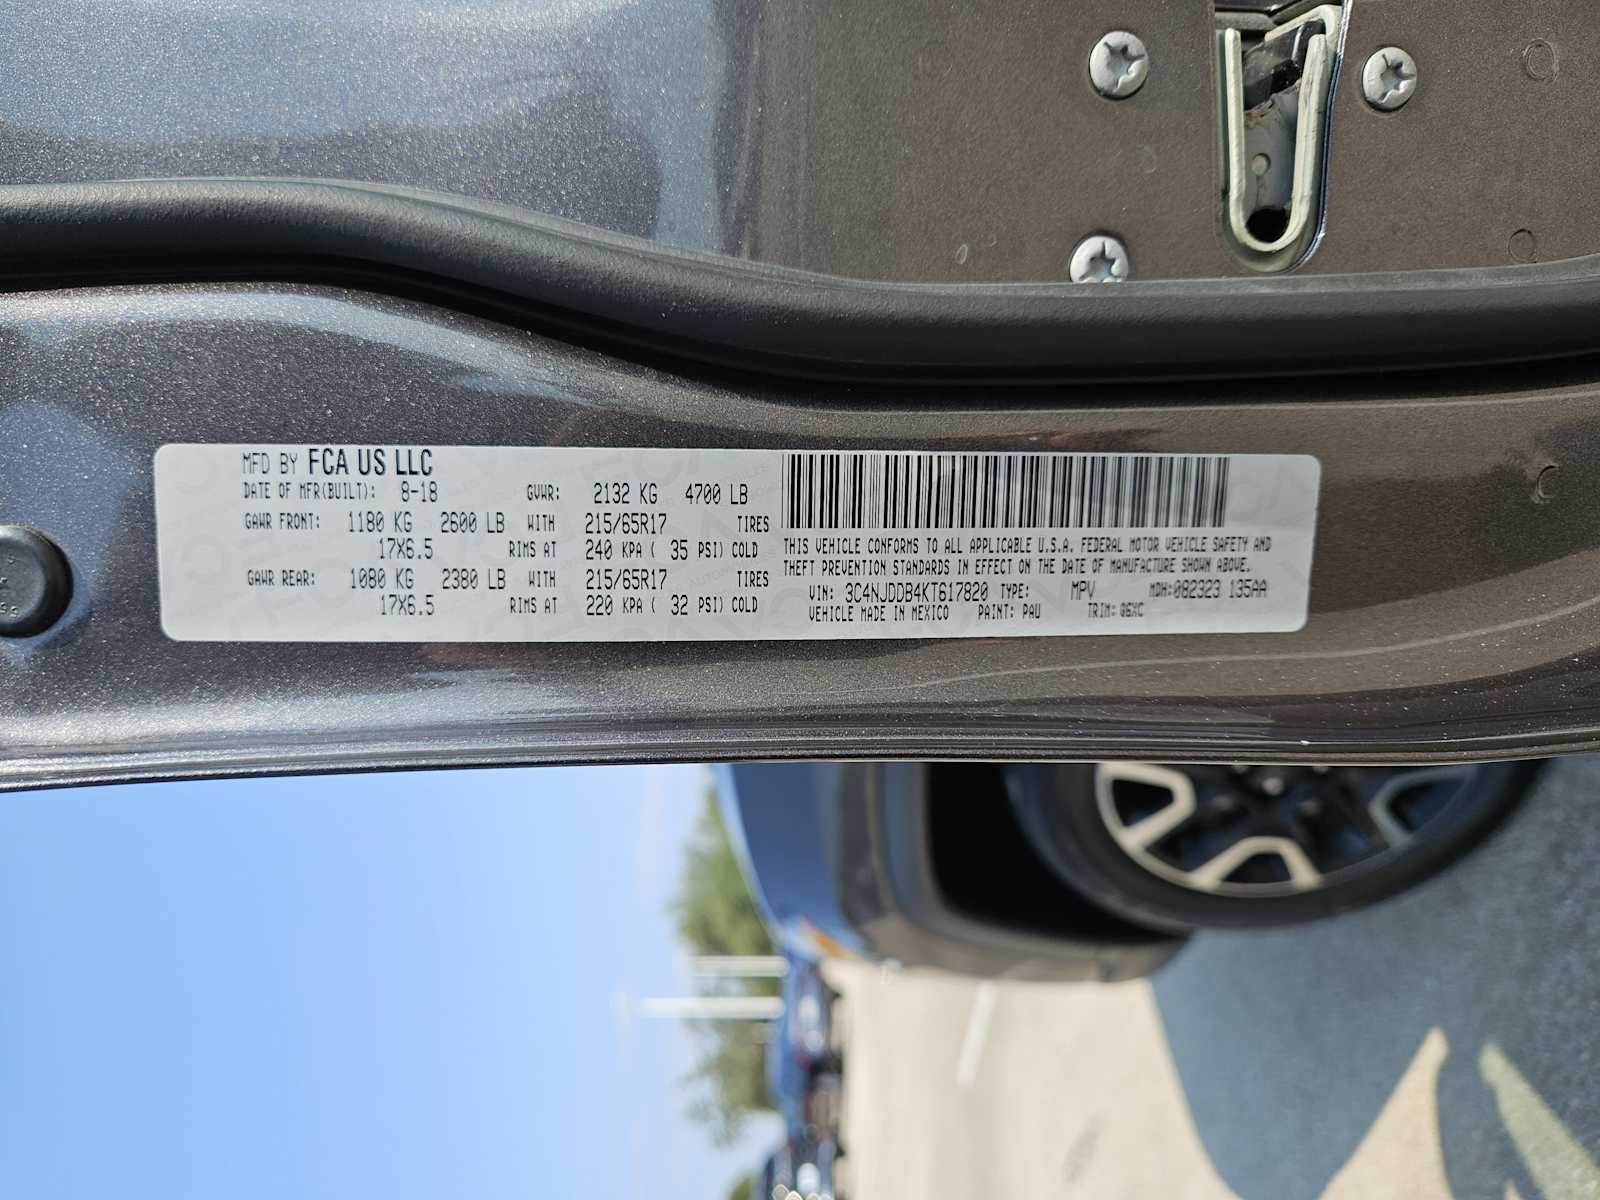 MFD BY FCA US LLC
DATE OF MFR(BUILT): 8-18 GVWR: 2132 KG 4700 LB
GAWR FRONT: 1180 KG 2600 LB WITH 215/65R17 TIRES
17X6.5 RIMS AT 240 KPA ( 35 PSI) COLD
GAWR REAR: 1080 KG 2380 LB WITH 215/65R17 TIRES
17X6.5 RIMS AT 220 KPA ( 32 PSI) COLD
THIS VEHICLE CONFORMS TO ALL APPLICABLE U.S.A. FEDERAL MOTOR VEHICLE SAFETY AND
THEFT PREVENTION STANDARDS IN EFFECT ON THE DATE OF MANUFACTURE SHOWN ABOVE.
VIN: 3C4NJDDB4KT617820 TYPE: MPV MDH:082323 135AA
VEHICLE MADE IN MEXICO PAINT: PAU TRIM: Q6XC